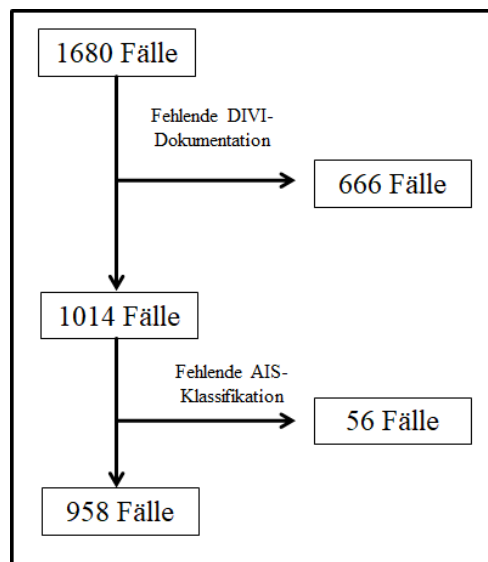 1680 Fälle
Fehlende DIVI-
Dokumentation
666 Fälle
1014 Fälle
Fehlende AIS-
Klassifikation
56 Fälle
958 Fälle